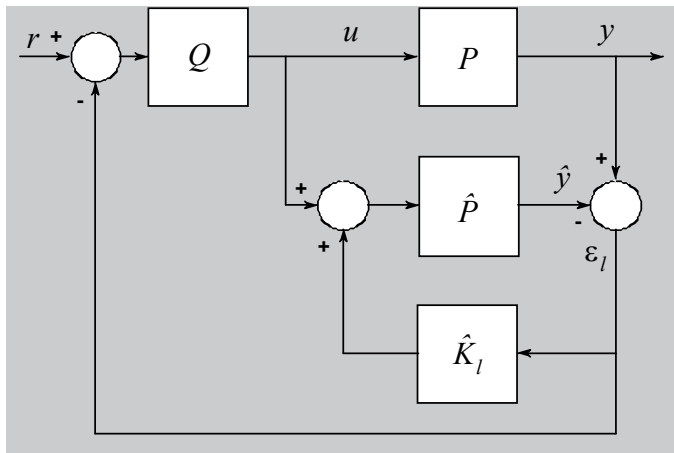 r + Q u P y
-
+ + P̂ ŷ -
+
ε_l
K̂_l